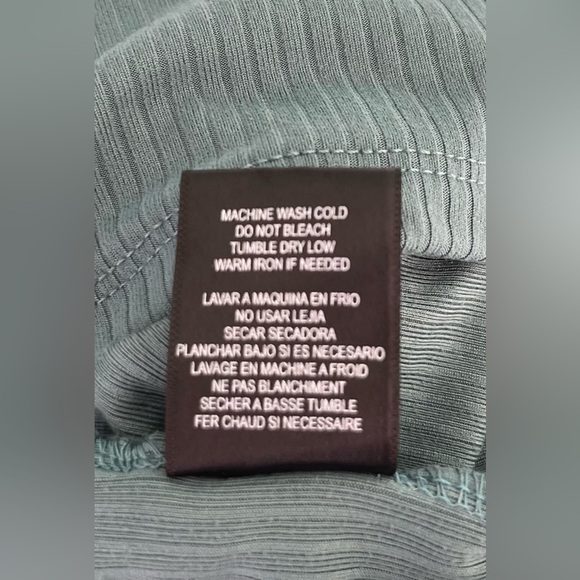 MACHINE WASH COLD
DO NOT BLEACH
TUMBLE DRY LOW
WARM IRON IF NEEDED
LAVAR A MAQUINA EN FRIO
NO USAR LEJIA
SECAR SECADORA
PLANCHAR BAJO SI ES NECESARIO
LAVAGE EN MACHINE A FROID
NE PAS BLANCHIMENT
SECHER A BASSE TUMBLE
FER CHAUD SI NECESSAIRE